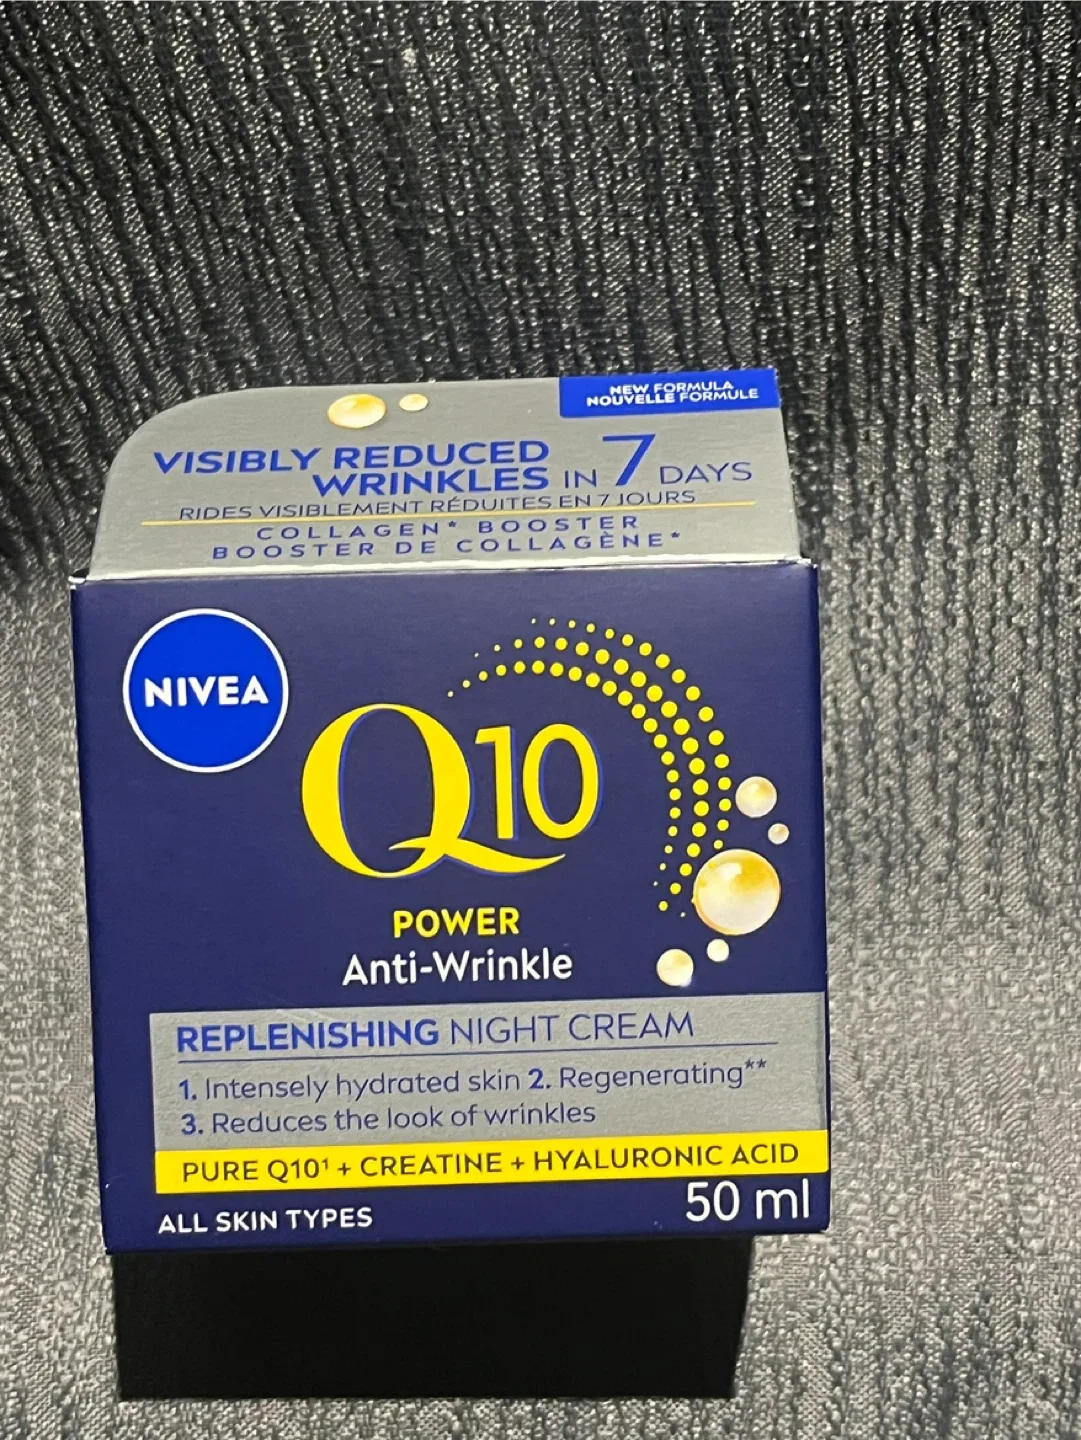 NEW FORMULA
NOUVELLE FORMULE
VISIBLY REDUCED
WRINKLES IN 7 DAYS
RIDES VISIBLEMENT RÉDUITES EN 7 JOURS
COLLAGEN* BOOSTER
BOOSTER DE COLLAGÈNE*
NIVEA
Q10
POWER
Anti-Wrinkle
REPLENISHING NIGHT CREAM
1. Intensely hydrated skin 2. Regenerating**
3. Reduces the look of wrinkles
PURE Q10¹ + CREATINE + HYALURONIC ACID
50 ml
ALL SKIN TYPES